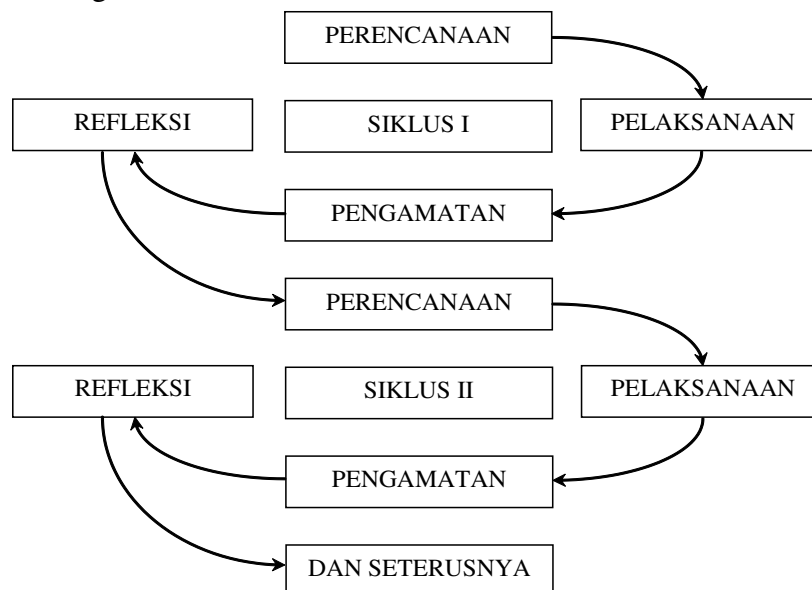 PERENCANAAN
REFLEKSI
SIKLUS I
PELAKSANAAN
PENGAMATAN
PERENCANAAN
REFLEKSI
SIKLUS II
PELAKSANAAN
PENGAMATAN
DAN SETERUSNYA